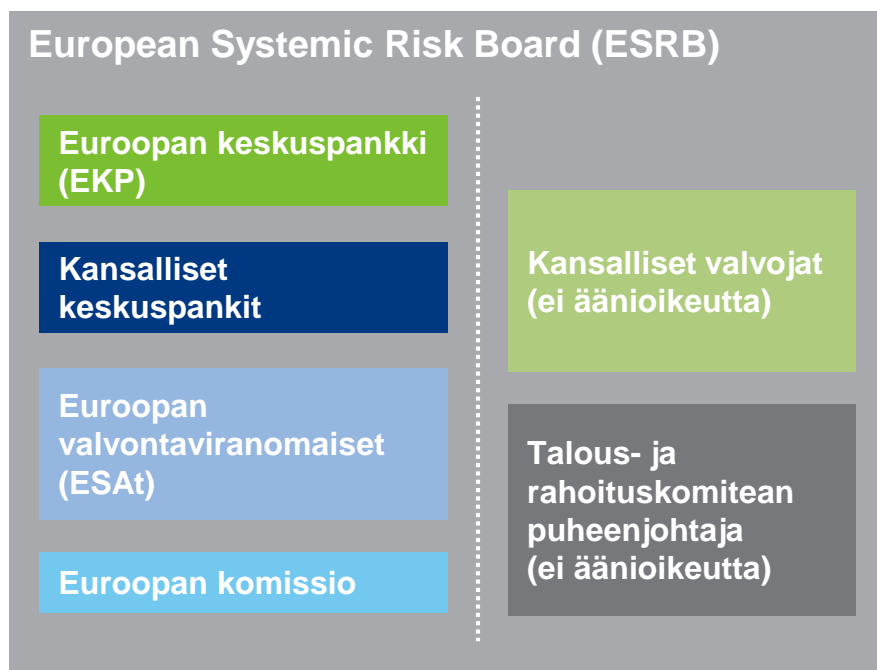 European Systemic Risk Board (ESRB)
Euroopan keskuspankki
(EKP)
Kansalliset
keskuspankit
Euroopan
valvontaviranomaiset
(ESAt)
Euroopan komissio
Kansalliset valvojat
(ei äänioikeutta)
Talous- ja
rahoituskomitean
puheenjohtaja
(ei äänioikeutta)